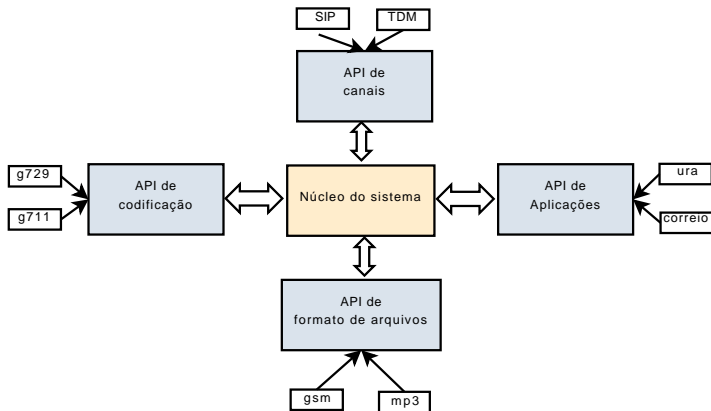 SIP
TDM
API de
canais
g729
g711
API de
codificação
Núcleo do sistema
API de
Aplicações
ura
correio
API de
formato de arquivos
gsm
mp3